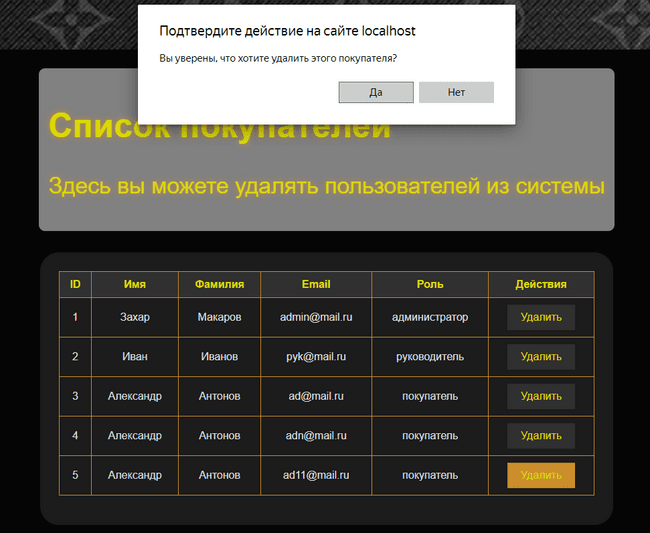 Подтвердите действие на сайте localhost
Вы уверены, что хотите удалить этого покупателя?
Да Нет
Список покупателей
Здесь вы можете удалять пользователей из системы
ID Имя Фамилия Email Роль Действия
1 Захар Макаров admin@mail.ru администратор Удалить
2 Иван Иванов pyk@mail.ru руководитель Удалить
3 Александр Антонов ad@mail.ru покупатель Удалить
4 Александр Антонов adn@mail.ru покупатель Удалить
5 Александр Антонов ad11@mail.ru покупатель Удалить